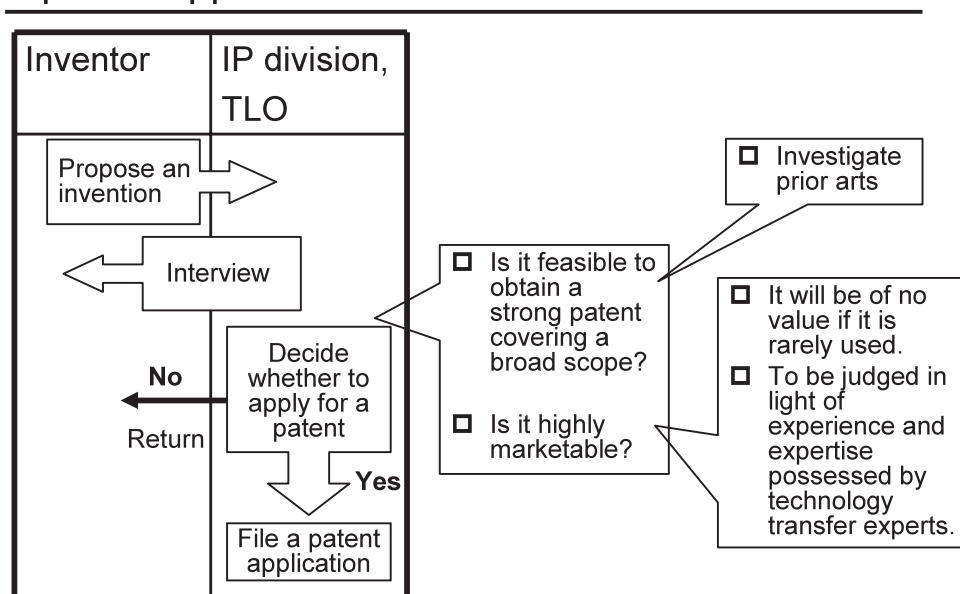 Inventor
IP division,
TLO
Propose an
invention
Interview
Decide
whether to
apply for a
patent
No
Return
Yes
File a patent
application
☐ Is it feasible to
obtain a
strong patent
covering a
broad scope?
☐ Is it highly
marketable?
☐ Investigate
prior arts
☐ It will be of no
value if it is
rarely used.
☐ To be judged in
light of
experience and
expertise
possessed by
technology
transfer experts.